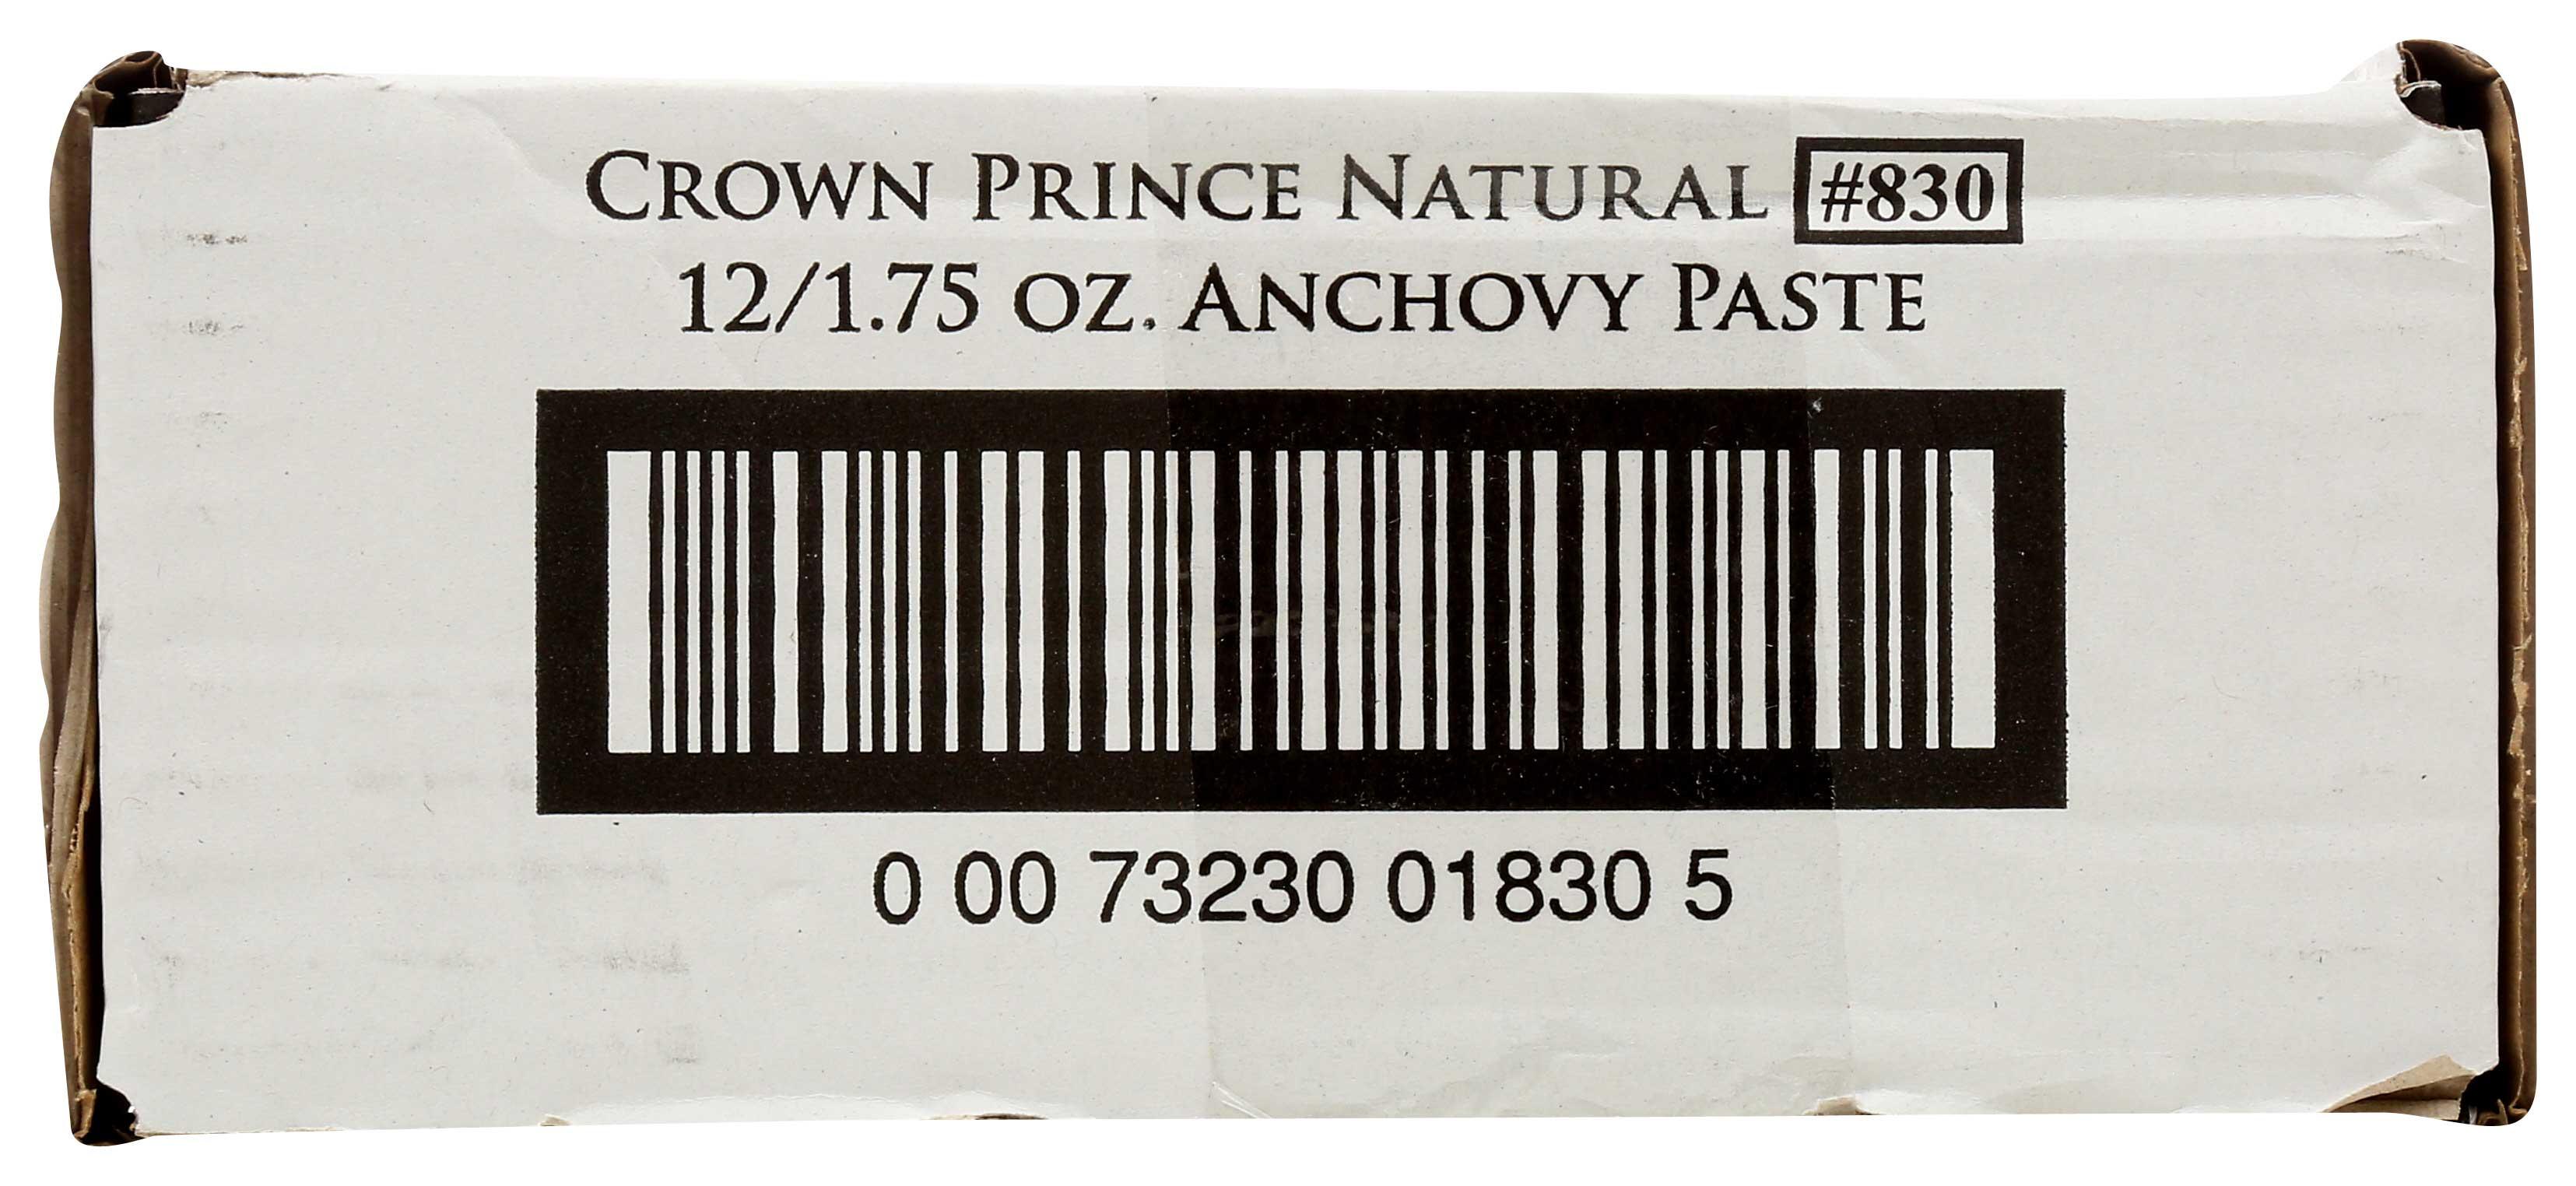 CROWN PRINCE NATURAL #830
12/1.75 OZ. ANCHOVY PASTE
0 00 73230 01830 5